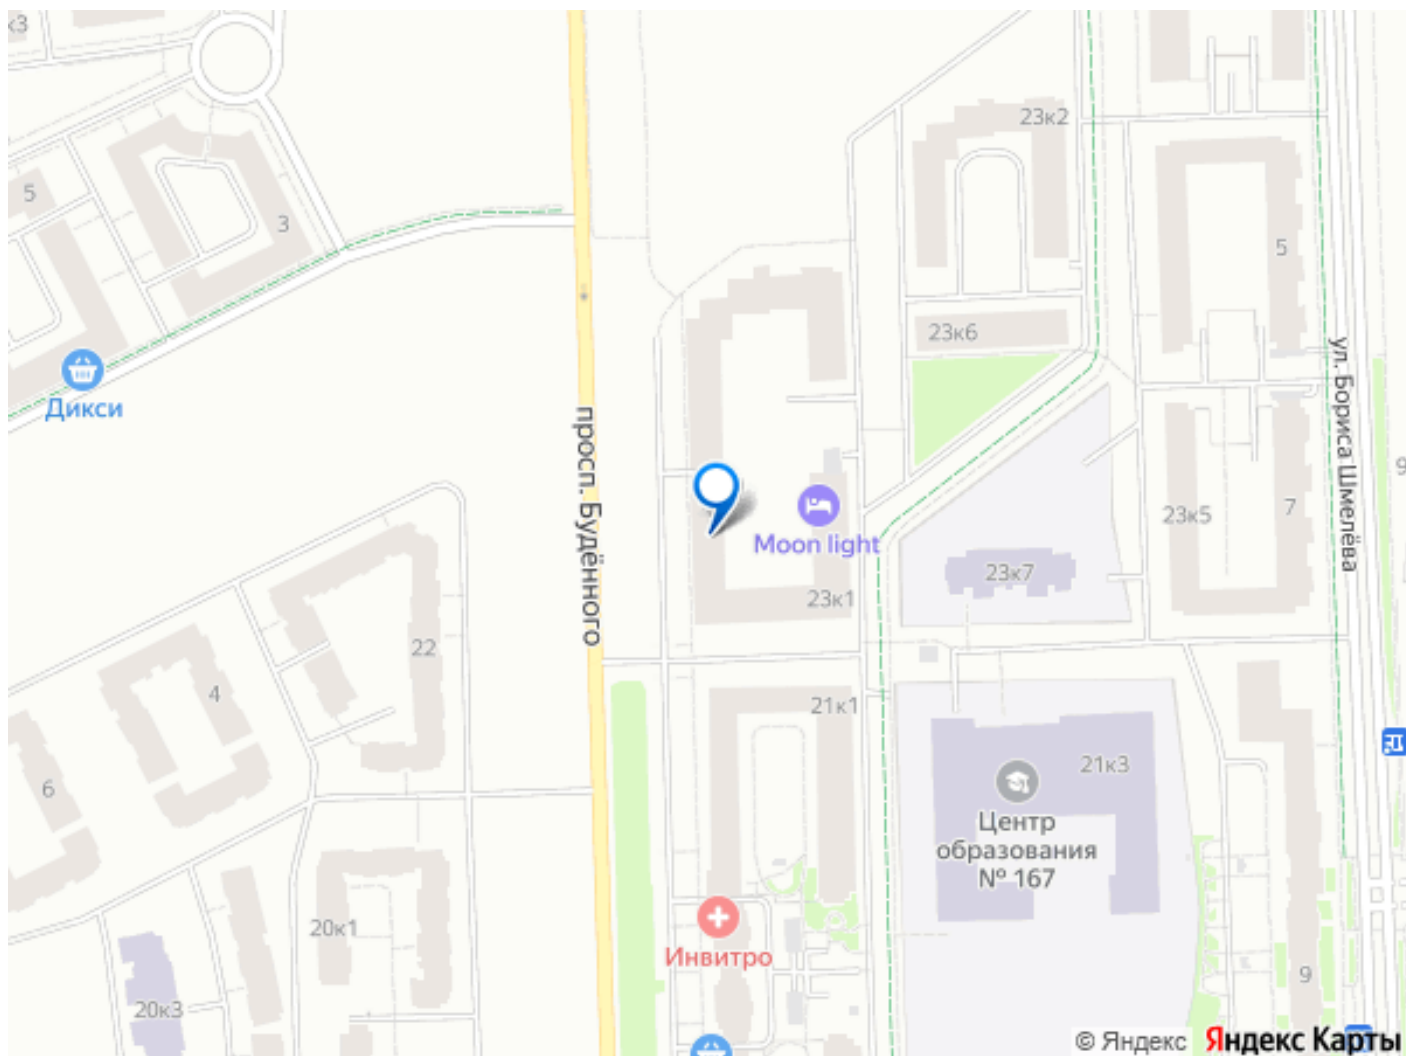 к3
23к2
5
3
5
23к6
ул. Бориса Шмелёва
Дикси
просп. Будённого
9
23к5
7
Moon light
23к7
23к1
22
4
21к1
6
21к3
Центр
образования
№ 167
20к1
Инвитро
9
20к3
© Яндекс Яндекс Карты